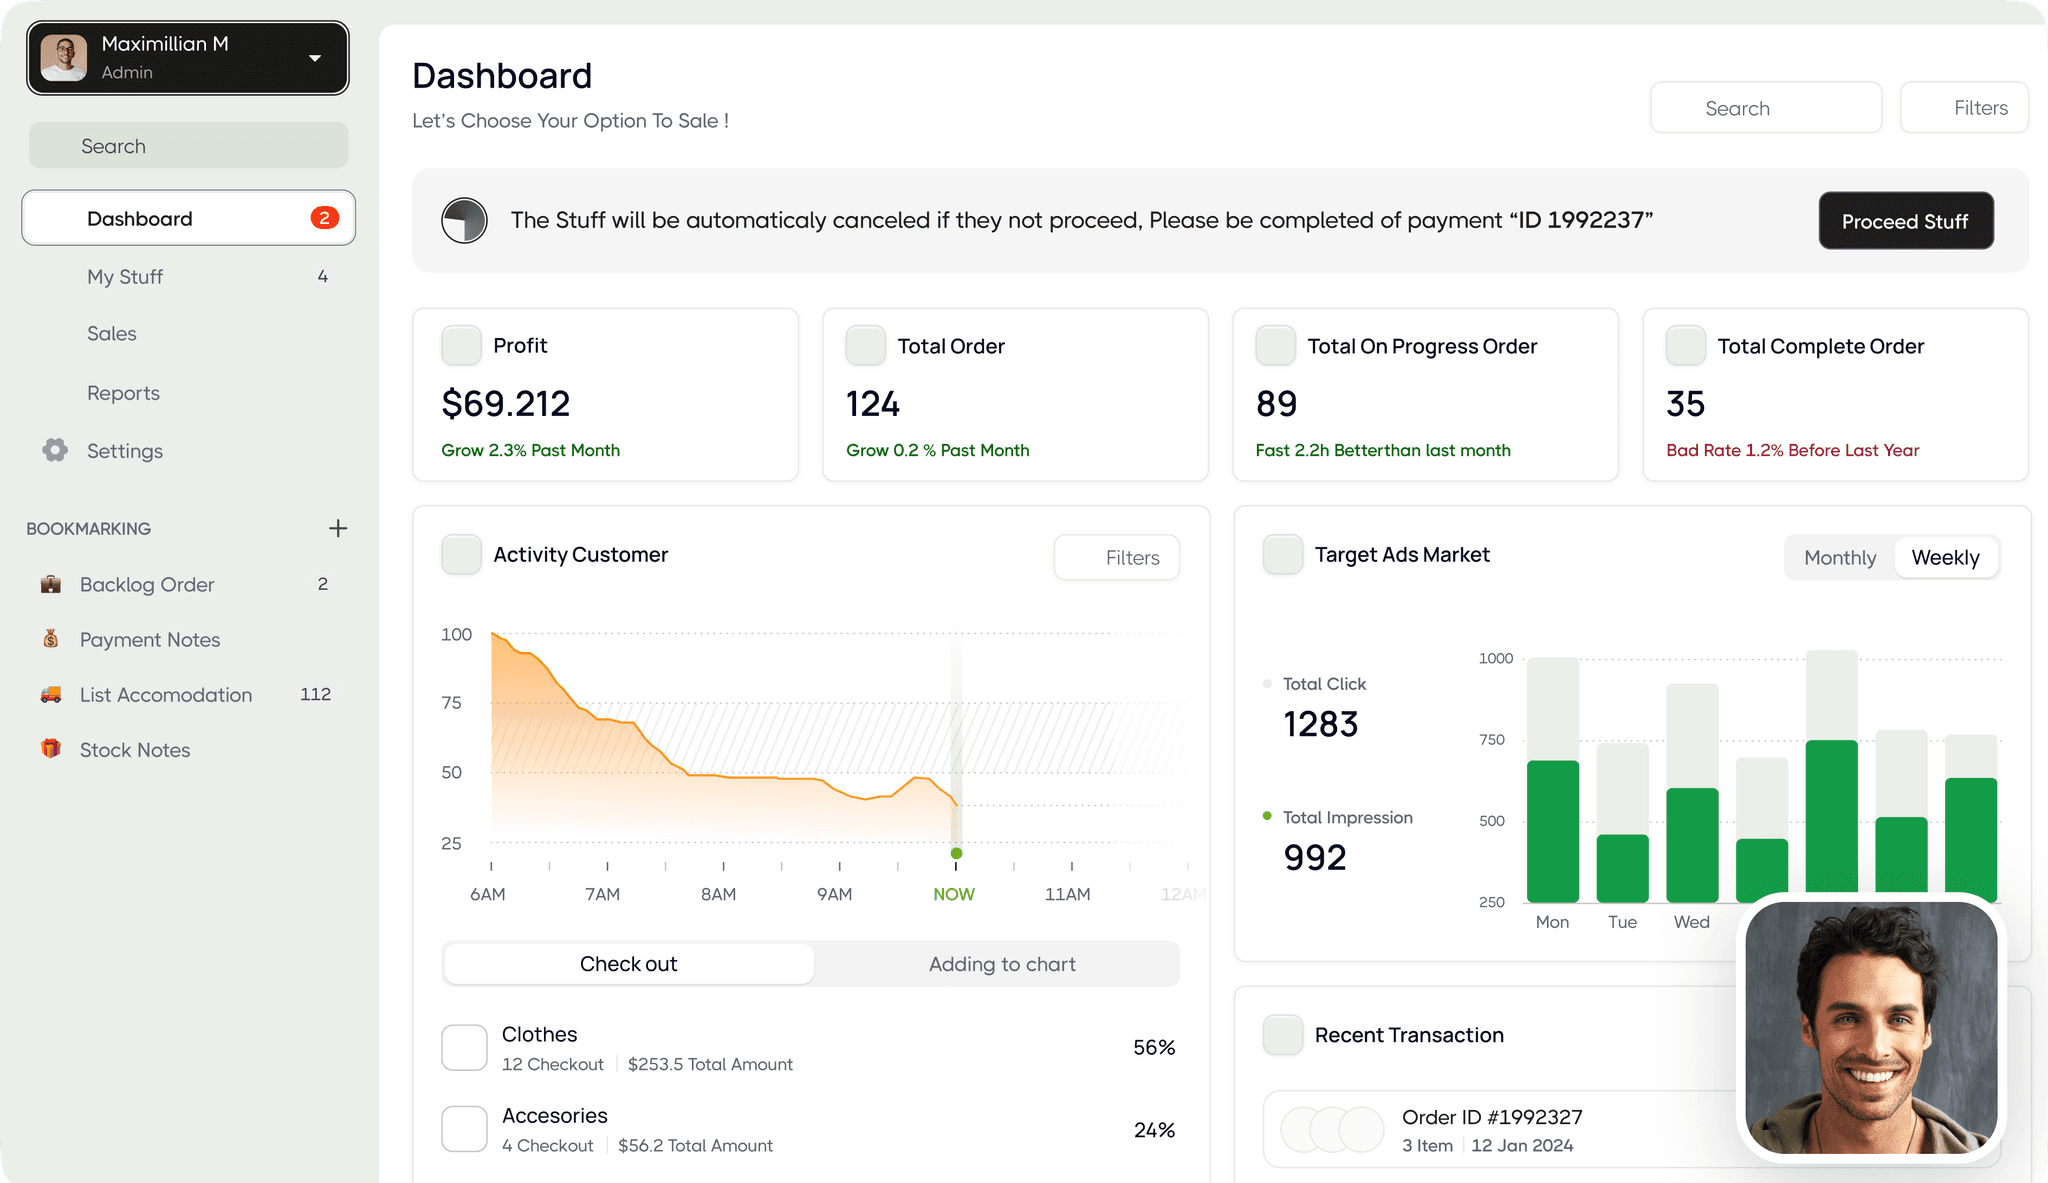 Maximillian M
Admin
Search
Dashboard 2
My Stuff 4
Sales
Reports
Settings
BOOKMARKING
Backlog Order 2
Payment Notes
List Accomodation 112
Stock Notes
Dashboard
Let's Choose Your Option To Sale !
Search
Filters
The Stuff will be automaticaly canceled if they not proceed, Please be completed of payment “ID 1992237”
Proceed Stuff
Profit
$69.212
Grow 2.3% Past Month
Total Order
124
Grow 0.2 % Past Month
Total On Progress Order
89
Fast 2.2h Betterthan last month
Total Complete Order
35
Bad Rate 1.2% Before Last Year
Activity Customer
Filters
100
75
50
25
6AM 7AM 8AM 9AM NOW 11AM 12AM
Check out
Adding to chart
Clothes
12 Checkout $253.5 Total Amount
56%
Accesories
4 Checkout $56.2 Total Amount
24%
Target Ads Market
Monthly Weekly
Total Click
1283
Total Impression
992
1000
750
500
250
Mon Tue Wed
Recent Transaction
Order ID #1992327
3 Item 12 Jan 2024